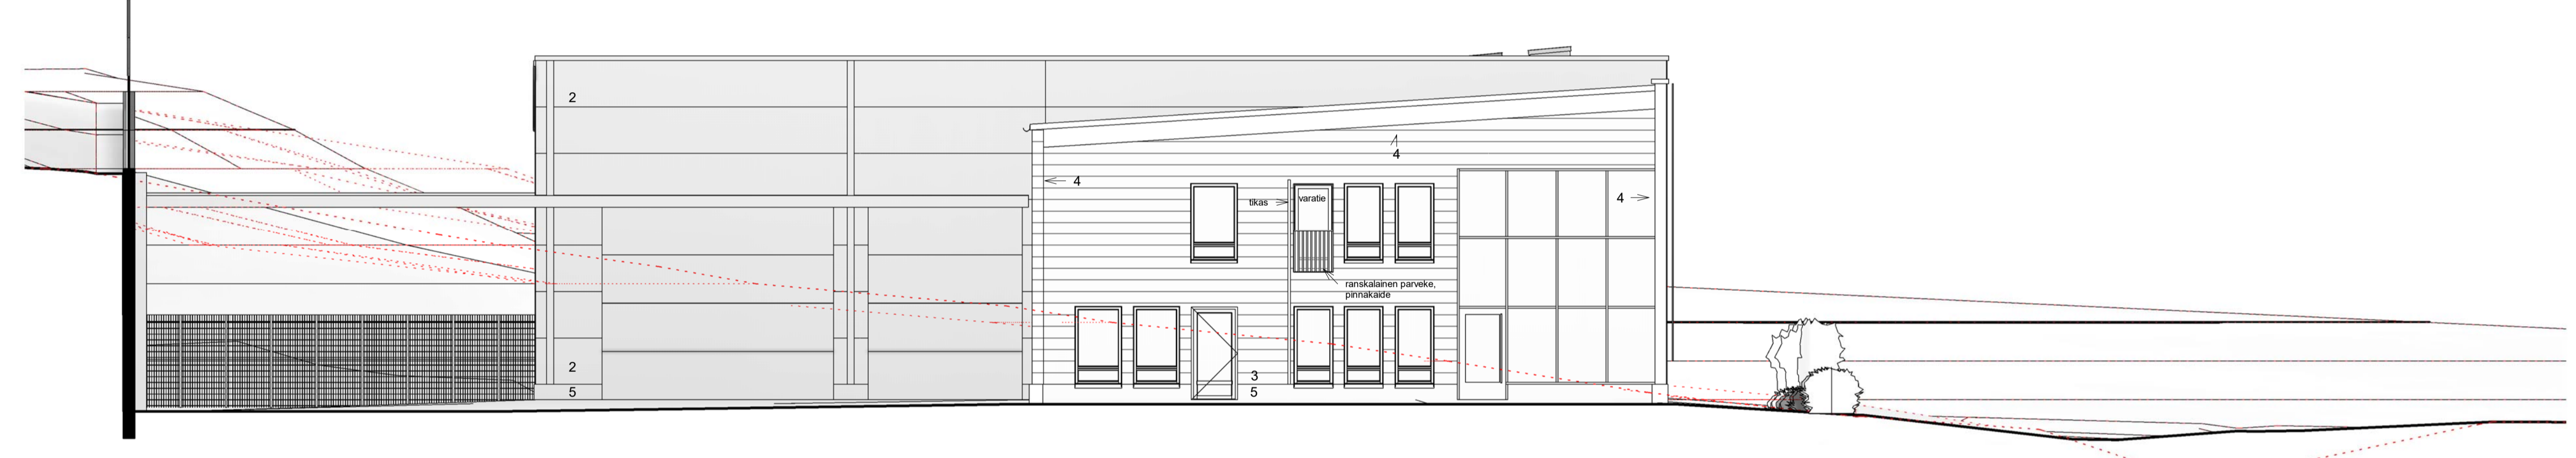 2
4
4
4
tikas
varatie
ranskalainen parveke,
pinnakaide
2
3
5
5